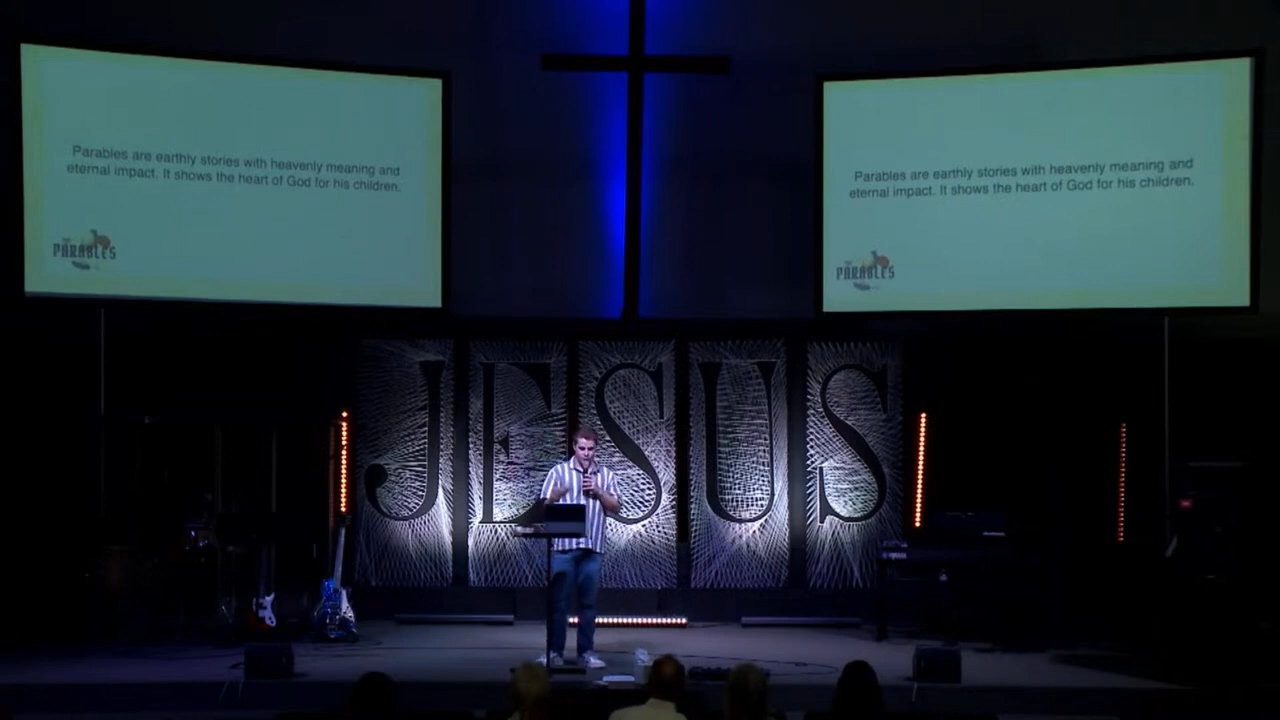 Parables are earthly stories with heavenly meaning and
eternal impact. It shows the heart of God for his children.
THE
PARABLES
Parables are earthly stories with heavenly meaning and
eternal impact. It shows the heart of God for his children.
THE
PARABLES
JESUS